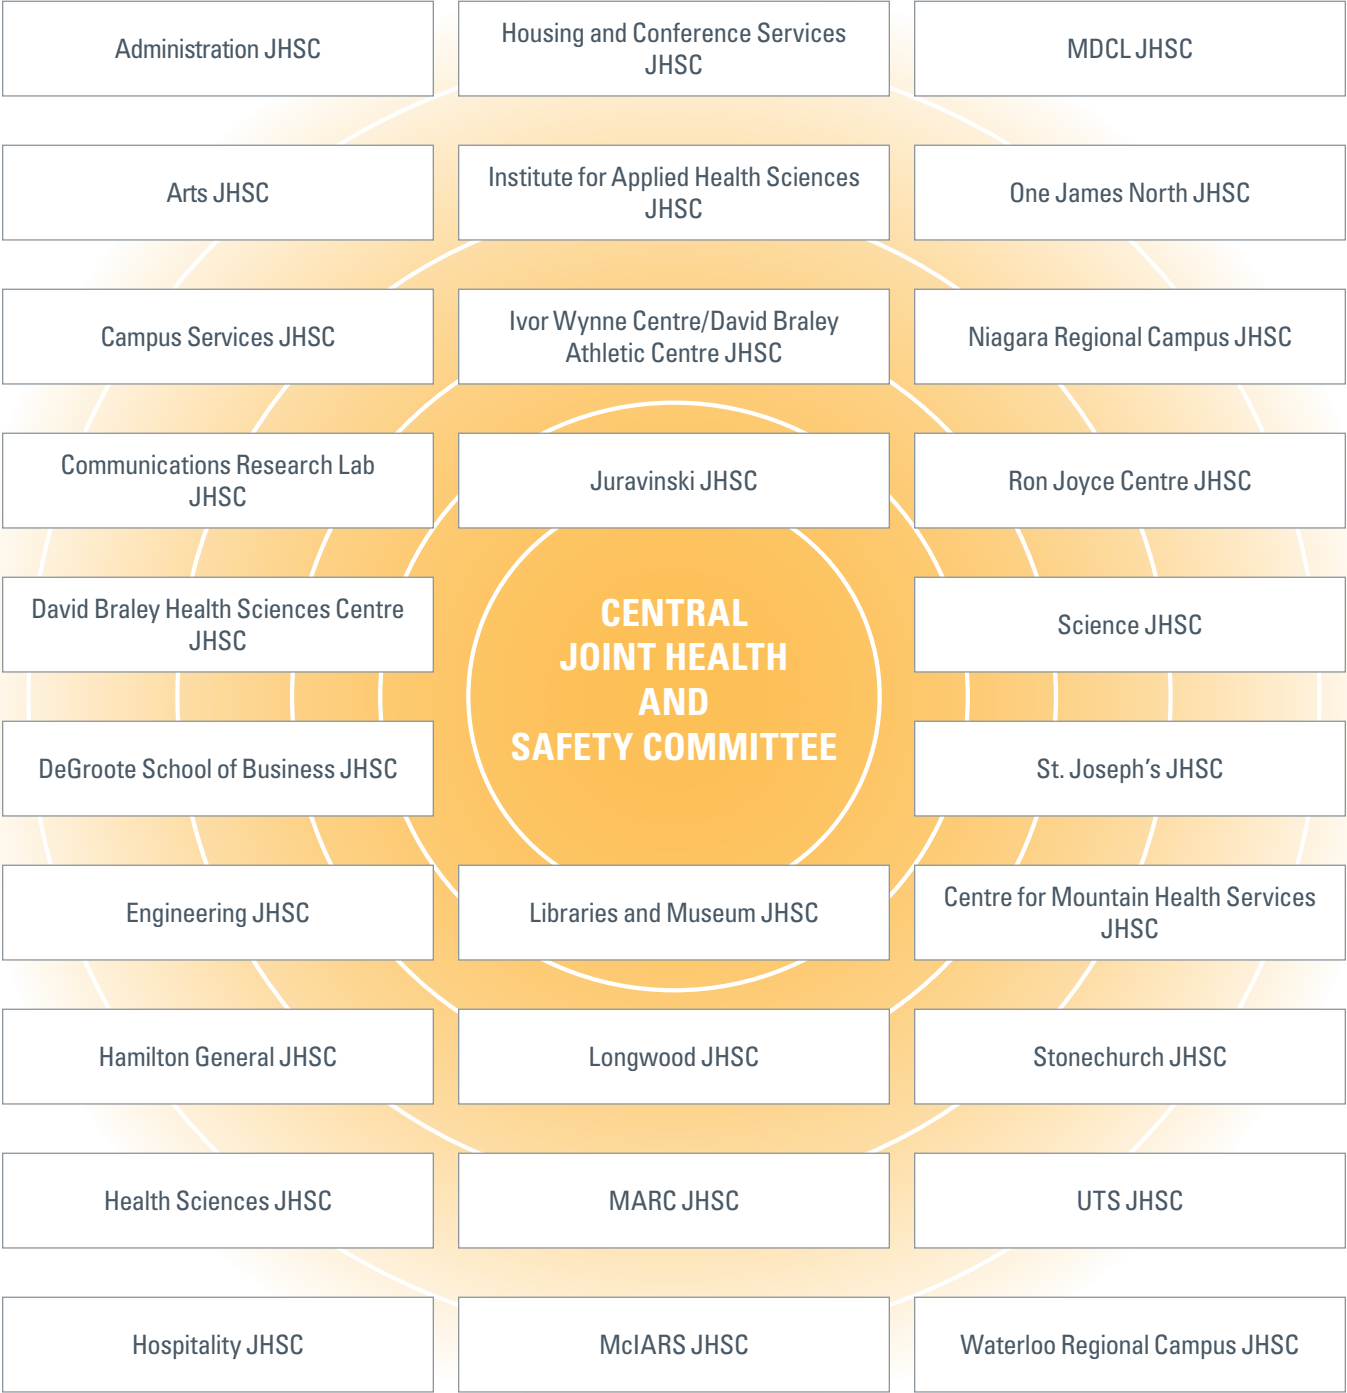 Administration JHSC
Housing and Conference Services
JHSC
MDCL JHSC
Arts JHSC
Institute for Applied Health Sciences
JHSC
One James North JHSC
Campus Services JHSC
Ivor Wynne Centre/David Braley
Athletic Centre JHSC
Niagara Regional Campus JHSC
Communications Research Lab
JHSC
Juravinski JHSC
Ron Joyce Centre JHSC
David Braley Health Sciences Centre
JHSC
CENTRAL
JOINT HEALTH
AND
SAFETY COMMITTEE
Science JHSC
DeGroote School of Business JHSC
St. Joseph’s JHSC
Engineering JHSC
Libraries and Museum JHSC
Centre for Mountain Health Services
JHSC
Hamilton General JHSC
Longwood JHSC
Stonechurch JHSC
Health Sciences JHSC
MARC JHSC
UTS JHSC
Hospitality JHSC
McIARS JHSC
Waterloo Regional Campus JHSC